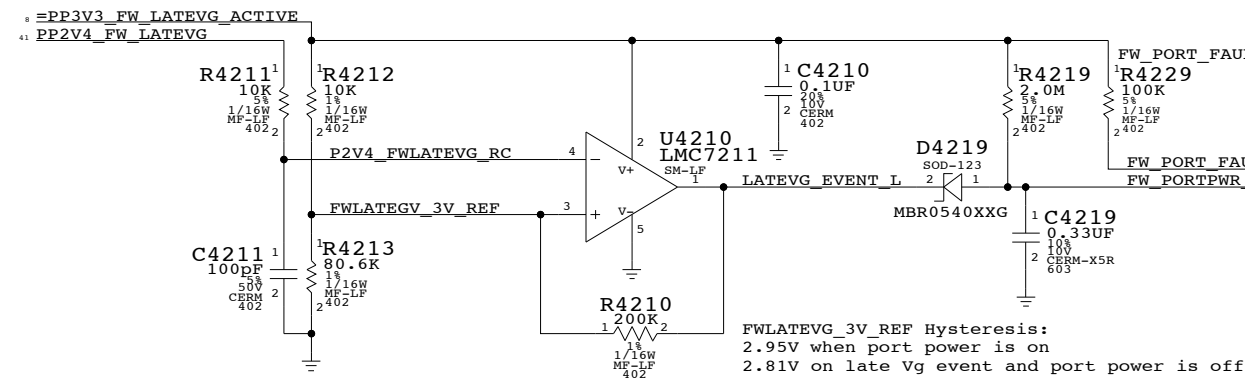 8 =PP3V3_FW_LATEVG_ACTIVE
41 PP2V4_FW_LATEVG
FW_PORT_FAU
R4211
10K
5%
1/16W
MF-LF
402
1
2
R4212
10K
1%
1/16W
MF-LF
402
1
2
C4210
0.1UF
20%
10V
CERM
402
1
2
R4219
2.0M
5%
1/16W
MF-LF
402
1
2
R4229
100K
5%
1/16W
MF-LF
402
1
2
P2V4_FWLATEVG_RC
4
2
U4210
LMC7211
SM-LF
V+
V-
1
3
5
D4219
SOD-123
2
1
MBR0540XXG
LATEVG_EVENT_L
FW_PORT_FAU
FW_PORTPWR_
FWLATEGV_3V_REF
C4211
100pF
5%
50V
CERM
402
1
2
R4213
80.6K
1%
1/16W
MF-LF
402
1
2
C4219
0.33UF
10%
10V
CERM-X5R
603
1
2
R4210
200K
1
2
1%
1/16W
MF-LF
402
FWLATEVG_3V_REF Hysteresis:
2.95V when port power is on
2.81V on late Vg event and port power is off